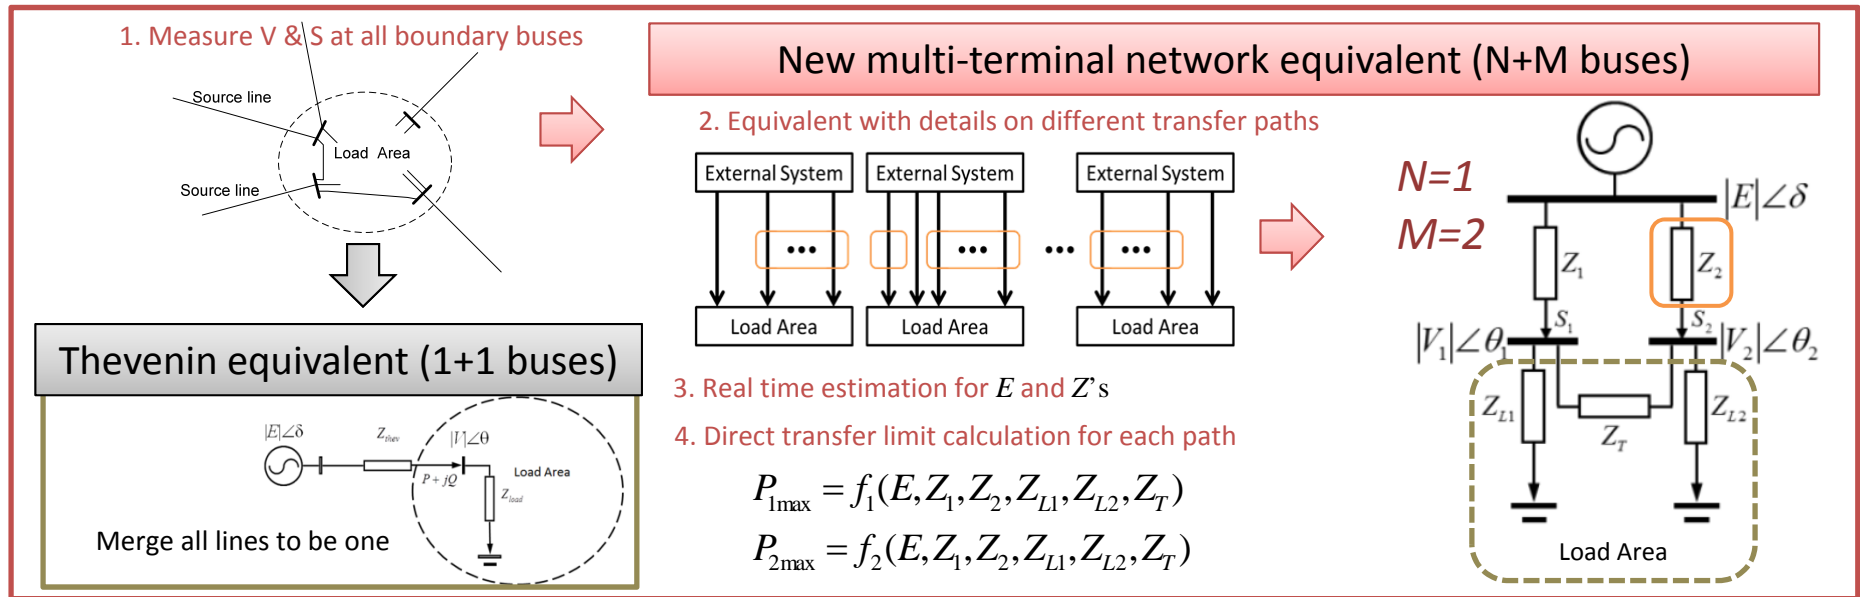 1. Measure V & S at all boundary buses
Source line
Load Area
Source line
Thevenin equivalent (1+1 buses)
|E|∠δ
Z_thev
|V|∠θ
P + jQ
Load Area
Z_load
Merge all lines to be one
New multi-terminal network equivalent (N+M buses)
2. Equivalent with details on different transfer paths
External System
External System
External System
•••
•••
•••
•••
Load Area
Load Area
Load Area
3. Real time estimation for E and Z's
4. Direct transfer limit calculation for each path
P_1max = f_1(E, Z_1, Z_2, Z_L1, Z_L2, Z_T)
P_2max = f_2(E, Z_1, Z_2, Z_L1, Z_L2, Z_T)
N=1
M=2
|E|∠δ
Z_1
Z_2
S_1
S_2
|V_1|∠θ_1
|V_2|∠θ_2
Z_L1
Z_T
Z_L2
Load Area